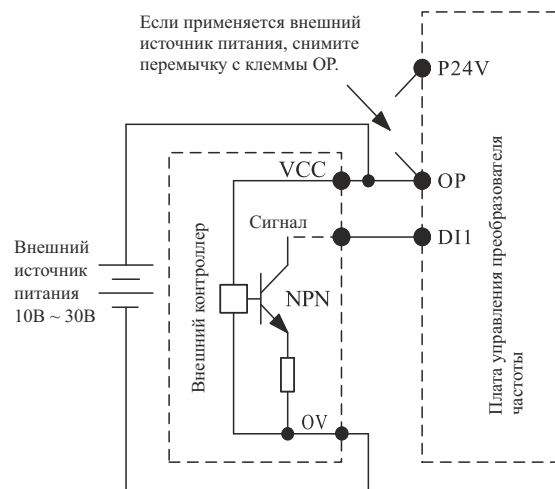 Если применяется внешний
источник питания, снимите
перемычку с клеммы ОР.
P24V
VCC
OP
Сигнал
DI1
Внешний
источник
питания
10В ~ 30В
NPN
Внешний контроллер
0V
Плата управления преобразователя
частоты